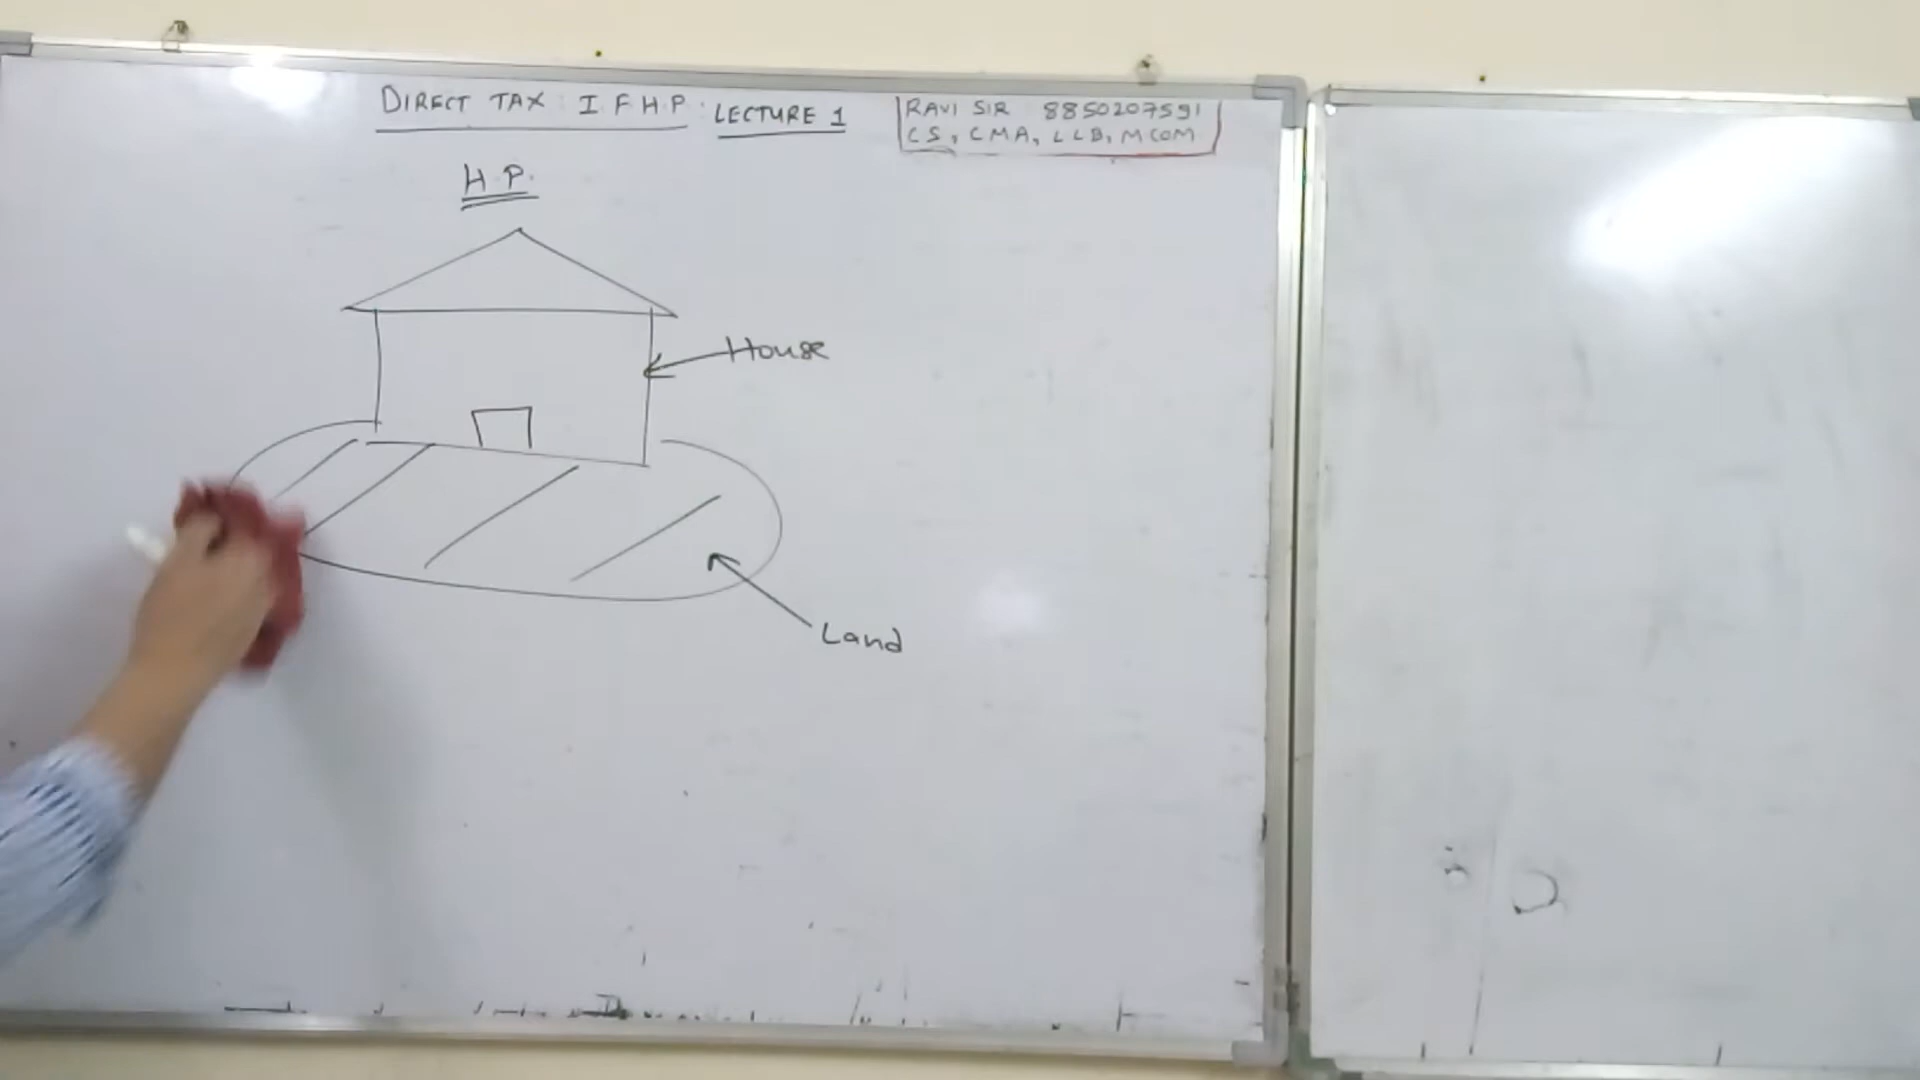 DIRECT TAX : I.F.H.P : LECTURE 1
RAVI SIR 8850207591
CS, CMA, LLB, MCOM
H.P.
House
Land